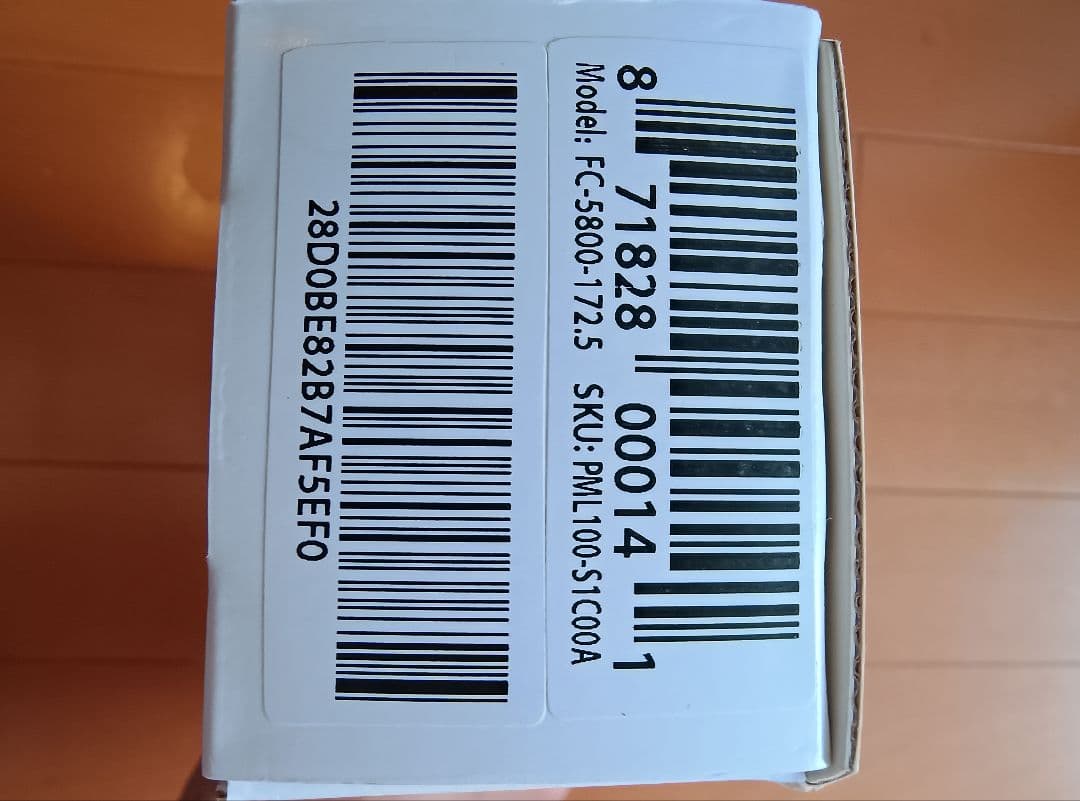 8 71828 00014 1
Model: FC-5800-172.5 SKU: PML100-S1C00A
28D0BE82B7AF5EF0